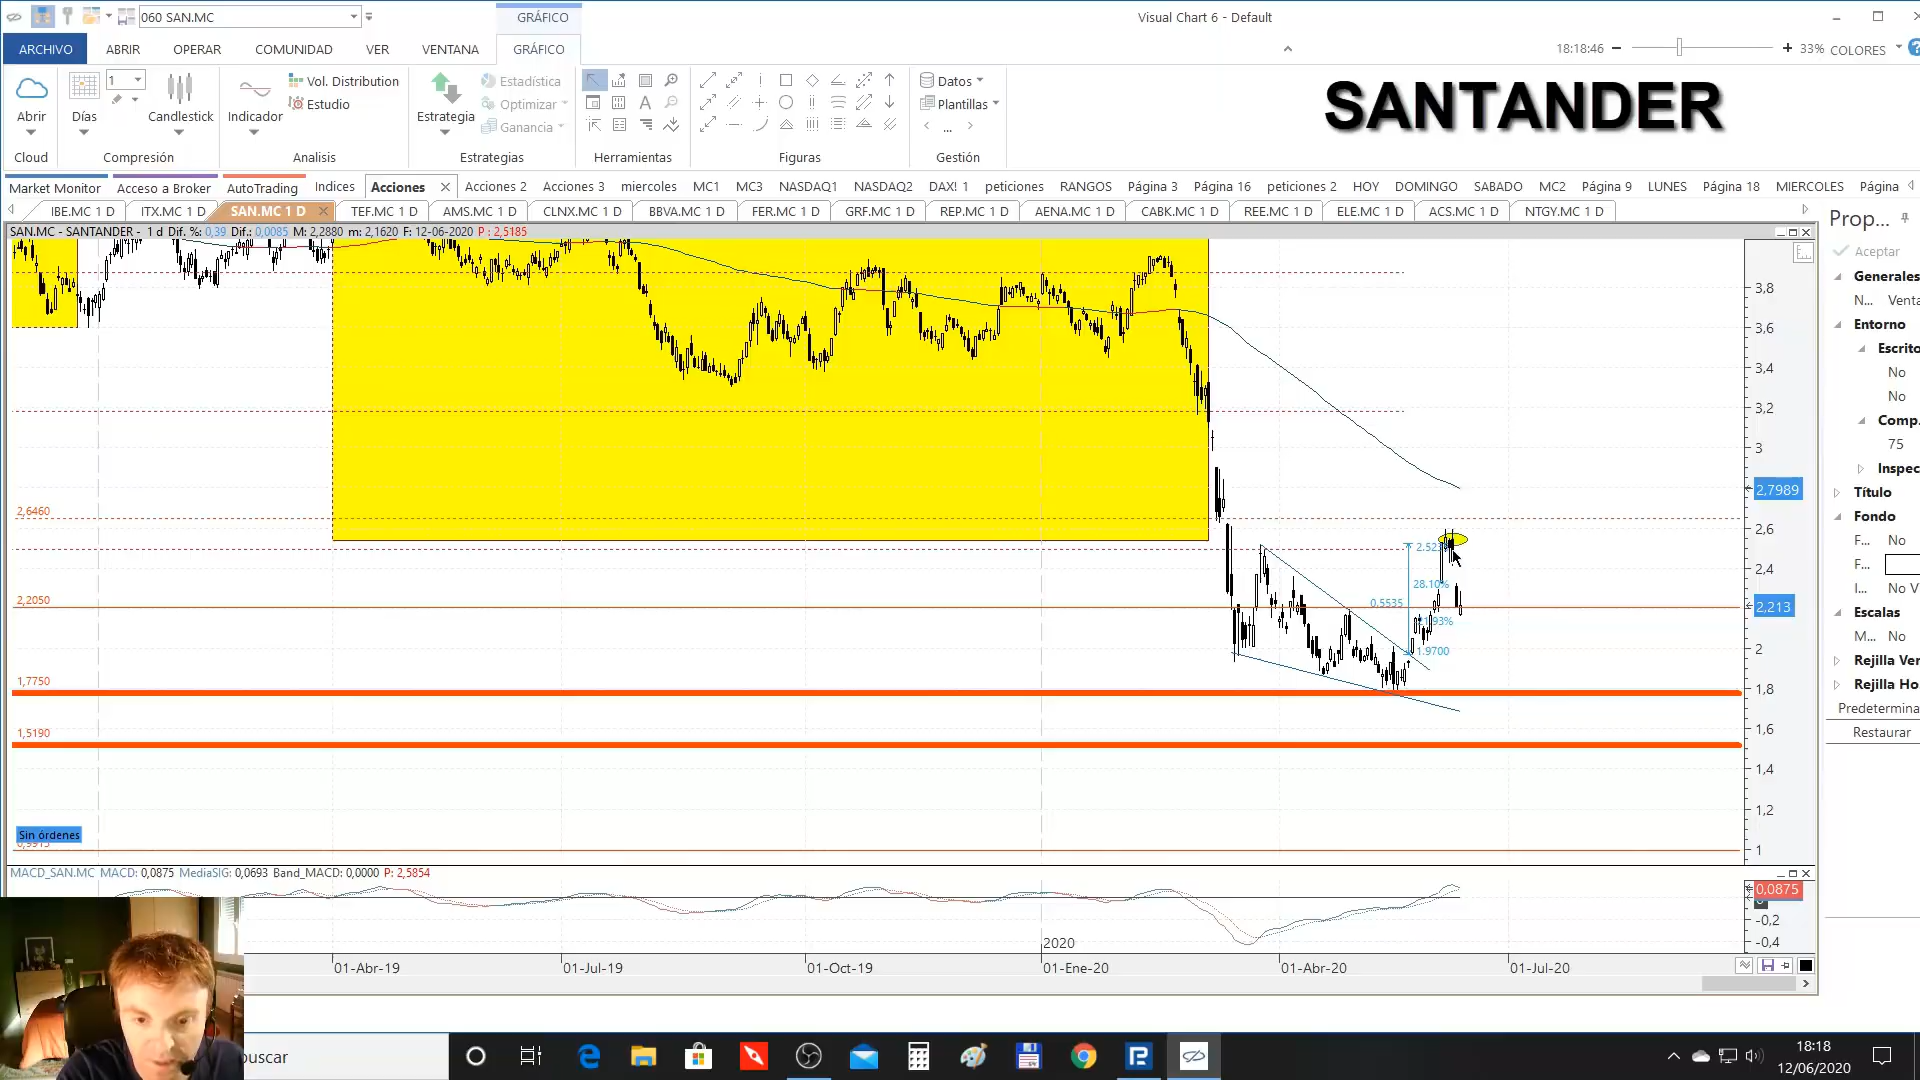 060 SAN.MC
GRÁFICO
Visual Chart 6 - Default
ARCHIVO
ABRIR
OPERAR
COMUNIDAD
VER
VENTANA
GRÁFICO
18:18:46
33%
COLORES
1
Vol. Distribution
Estudio
Estadística
Optimizar
Ganancia
Datos
Plantillas
...
SANTANDER
Abrir
Días
Candlestick
Indicador
Estrategia
Cloud
Compresión
Analisis
Estrategias
Herramientas
Figuras
Gestión
Market Monitor
Acceso a Broker
AutoTrading
Indices
Acciones
Acciones 2
Acciones 3
miercoles
MC1
MC3
NASDAQ1
NASDAQ2
DAX! 1
peticiones
RANGOS
Página 3
Página 16
peticiones 2
HOY
DOMINGO
SABADO
MC2
Página 9
LUNES
Página 18
MIERCOLES
Página
IBE.MC 1 D
ITX.MC 1 D
SAN.MC 1 D
TEF.MC 1 D
AMS.MC 1 D
CLNX.MC 1 D
BBVA.MC 1 D
FER.MC 1 D
GRF.MC 1 D
REP.MC 1 D
AENA.MC 1 D
CABK.MC 1 D
REE.MC 1 D
ELE.MC 1 D
ACS.MC 1 D
NTGY.MC 1 D
SAN.MC - SANTANDER - 1 d Dif. %: 0,39 Dif.: 0,0085 M: 2,2880 m: 2,1620 F: 12-06-2020 P : 2,5185
3,8
3,6
3,4
3,2
3
2,7989
2,6
2,4
2,213
2
1,8
1,6
1,4
1,2
1
2,6460
2,2050
1,7750
1,5190
28.10%
0.5535
1.9700
Sin órdenes
Prop...
Aceptar
Generales
N... Venta
Entorno
Escrito
No
No
Comp.
75
Inspec
Título
Fondo
F... No
F...
I... No V
Escalas
M... No
Rejilla Ver
Rejilla Ho
Predetermina
Restaurar
MACD_SAN.MC MACD: 0,0875 MediaSIG: 0,0693 Band_MACD: 0,0000 P: 2,5854
0,0875
-0,2
-0,4
2020
01-Abr-19
01-Jul-19
01-Oct-19
01-Ene-20
01-Abr-20
01-Jul-20
buscar
18:18
12/06/2020